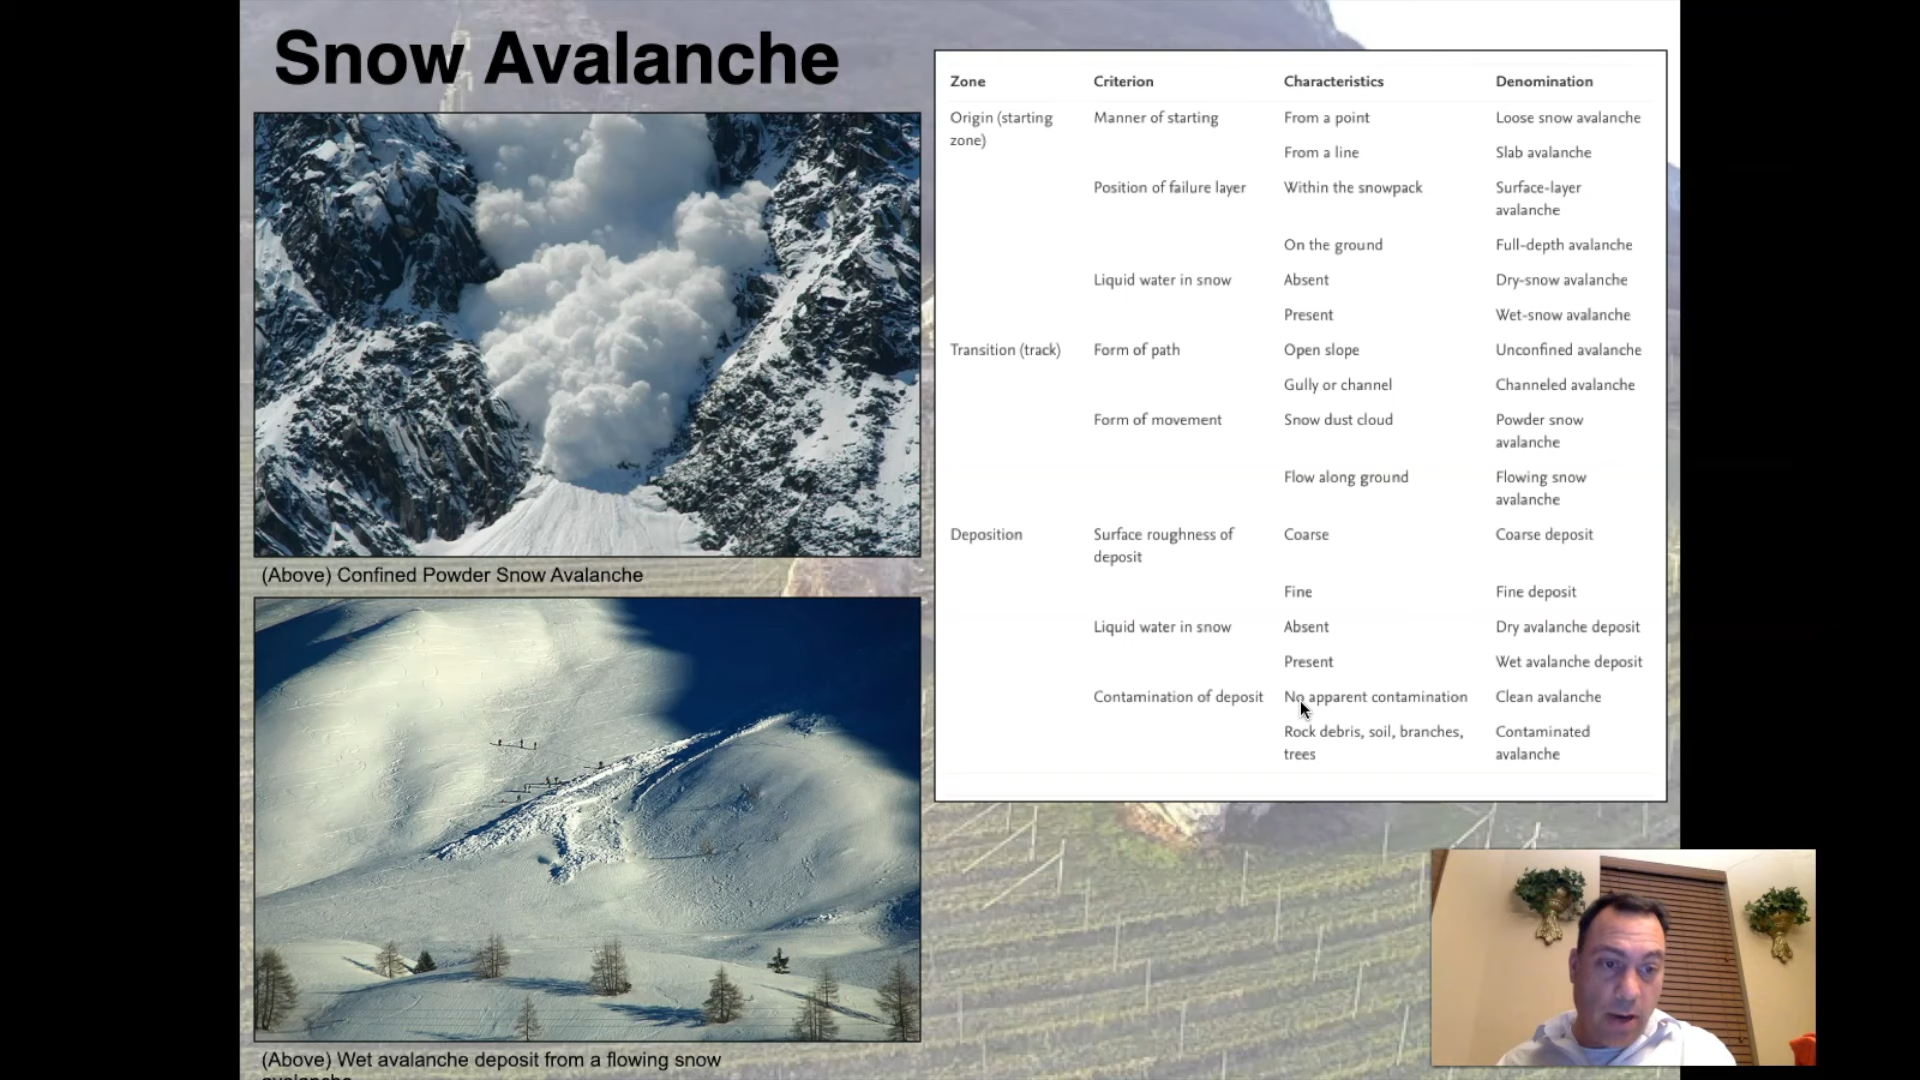 Snow Avalanche
(Above) Confined Powder Snow Avalanche
(Above) Wet avalanche deposit from a flowing snow
avalanche
Zone Criterion Characteristics Denomination
Origin (starting Manner of starting From a point Loose snow avalanche
zone)
From a line Slab avalanche
Position of failure layer Within the snowpack Surface-layer
avalanche
On the ground Full-depth avalanche
Liquid water in snow Absent Dry-snow avalanche
Present Wet-snow avalanche
Transition (track) Form of path Open slope Unconfined avalanche
Gully or channel Channeled avalanche
Form of movement Snow dust cloud Powder snow
avalanche
Flow along ground Flowing snow
avalanche
Deposition Surface roughness of Coarse Coarse deposit
deposit
Fine Fine deposit
Liquid water in snow Absent Dry avalanche deposit
Present Wet avalanche deposit
Contamination of deposit No apparent contamination Clean avalanche
Rock debris, soil, branches, Contaminated
trees avalanche